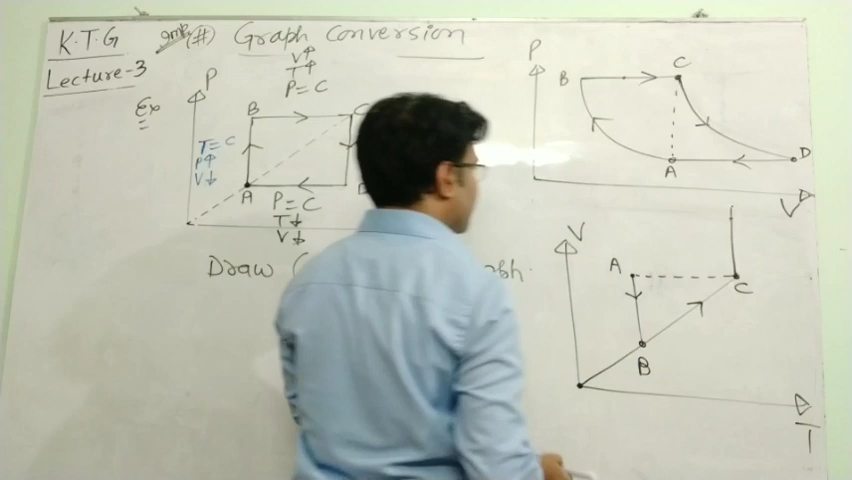 K.T.G
Lecture-3
Imp (#) Graph Conversion
Ex
P
V↑
T↑
P=C
B
C
T=C
P↑
V↓
A
P=C
T↓
V↓
Draw
P
B
C
A
D
V
V
A
C
B
T